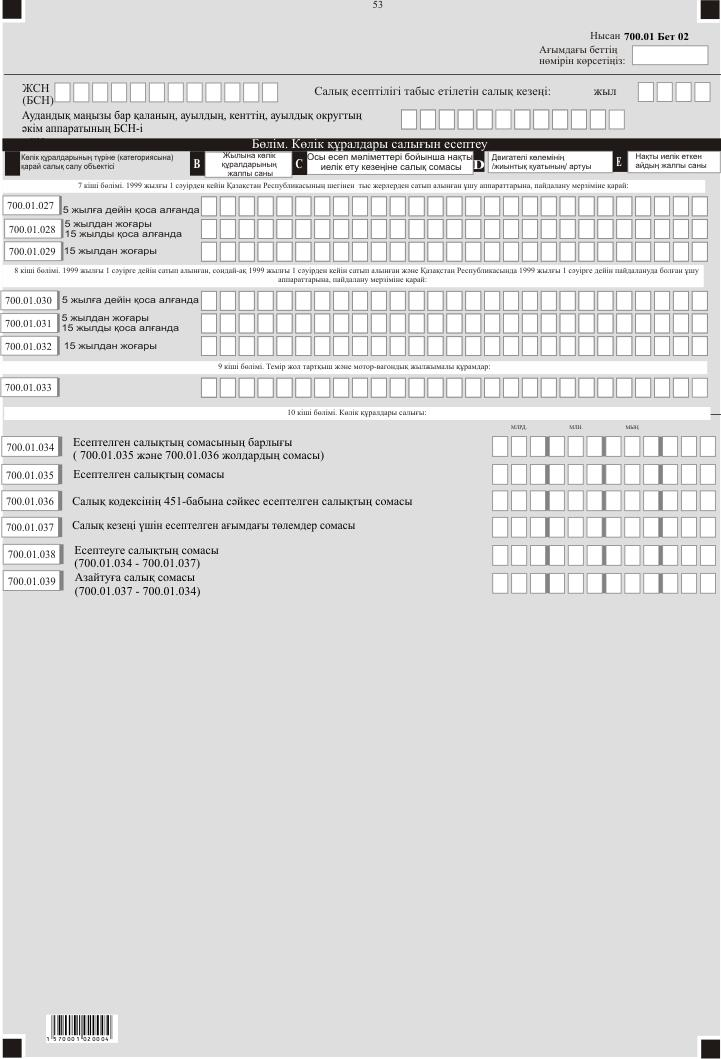 53
Нысан 700.01 Бет 02
Ағымдағы беттің
нөмірін көрсетіңіз:
ЖСН
(БСН)
Салық есептілігі табыс етілетін салық кезеңі: жыл
Аудандық маңызы бар қаланың, ауылдың, кенттің, ауылдық округтың
әкім аппаратының БСН-і
Бөлім. Көлік құралдары салығын есептеу
Көлік құралдарының түріне (категориясына)
қарай салық салу объектісі
B
Жылына көлік
құралдарының
жалпы саны
C
Осы есеп мәліметтері бойынша нақты
иелік ету кезеңіне салық сомасы
D
Двигателі көлемінің
/жиынтық қуатының/ артуы
E
Нақты иелік еткен
айдың жалпы саны
7 кіші бөлімі. 1999 жылғы 1 сәуірден кейін Қазақстан Республикасының шегінен тыс жерлерден сатып алынған ұшу аппараттарына, пайдалану мерзіміне қарай:
700.01.027 5 жылға дейін қоса алғанда
700.01.028 5 жылдан жоғары
15 жылды қоса алғанда
700.01.029 15 жылдан жоғары
8 кіші бөлімі. 1999 жылғы 1 сәуірге дейін сатып алынған, сондай-ақ 1999 жылғы 1 сәуірден кейін сатып алынған және Қазақстан Республикасында 1999 жылғы 1 сәуірге дейін пайдалануда болған ұшу
аппараттарына, пайдалану мерзіміне қарай:
700.01.030 5 жылға дейін қоса алғанда
700.01.031 5 жылдан жоғары
15 жылды қоса алғанда
700.01.032 15 жылдан жоғары
9 кіші бөлімі. Темір жол тартқыш және мотор-вагондық жылжымалы құрамдар:
700.01.033
10 кіші бөлімі. Көлік құралдары салығы:
млрд. млн. мың
700.01.034 Есептелген салықтың сомасының барлығы
( 700.01.035 және 700.01.036 жолдардың сомасы)
700.01.035 Есептелген салықтың сомасы
700.01.036 Салық кодексінің 451-бабына сәйкес есептелген салықтың сомасы
700.01.037 Салық кезеңі үшін есептелген ағымдағы төлемдер сомасы
700.01.038 Есептеуге салықтың сомасы
(700.01.034 - 700.01.037)
700.01.039 Азайтуға салық сомасы
(700.01.037 - 700.01.034)
1 570001 020004